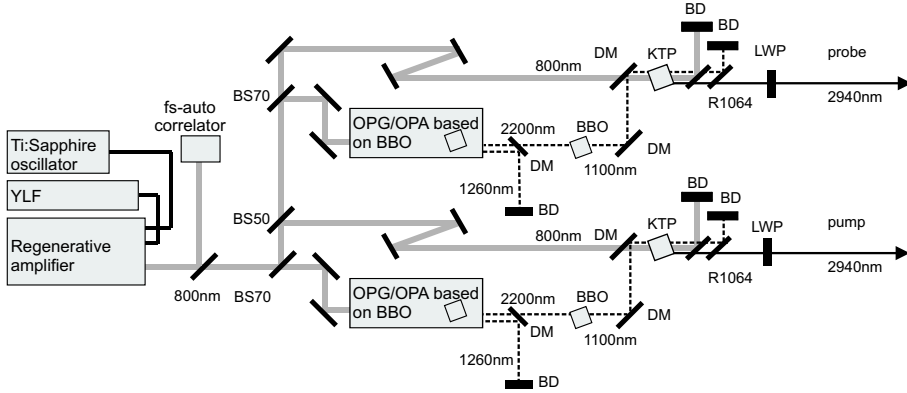 BD
BD
DM
KTP
LWP
probe
800nm
R1064
2940nm
BS70
fs-auto
correlator
OPG/OPA based
on BBO
2200nm
BBO
DM
1100nm
DM
1260nm
BD
Ti:Sapphire
oscillator
YLF
Regenerative
amplifier
800nm
BS50
BS70
BD
BD
DM
KTP
LWP
pump
800nm
R1064
2940nm
OPG/OPA based
on BBO
2200nm
BBO
DM
1100nm
DM
1260nm
BD